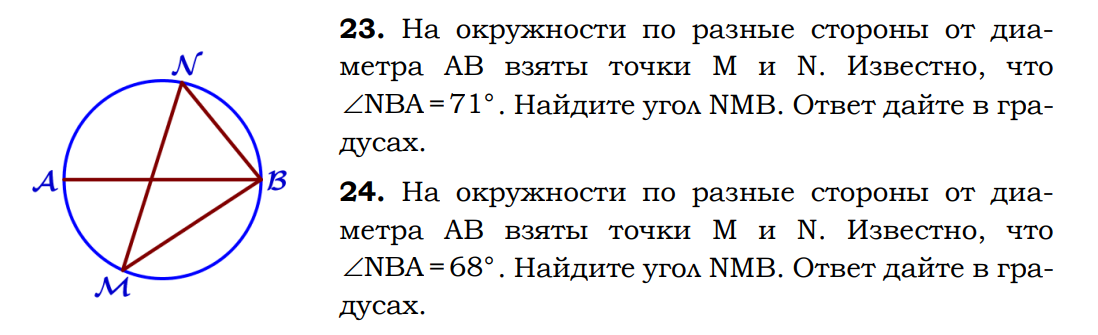 N
A
B
M
23. На окружности по разные стороны от диа-
метра AB взяты точки M и N. Известно, что
∠NBA = 71°. Найдите угол NMB. Ответ дайте в гра-
дусах.
24. На окружности по разные стороны от диа-
метра AB взяты точки M и N. Известно, что
∠NBA = 68°. Найдите угол NMB. Ответ дайте в гра-
дусах.